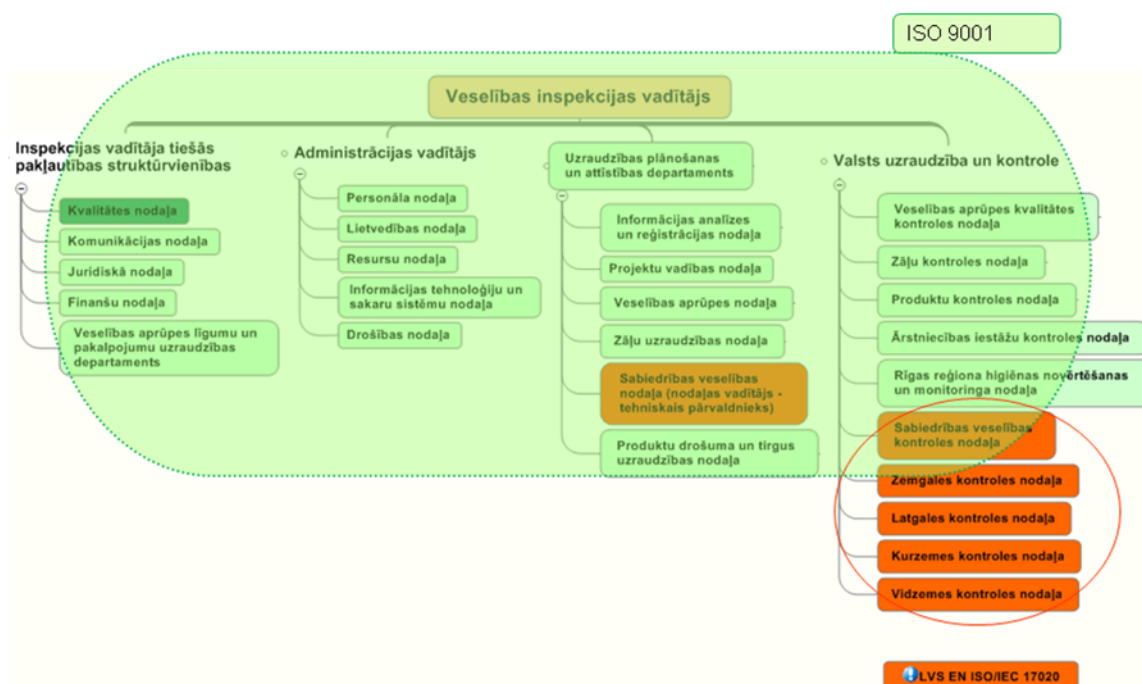 ISO 9001
Veselības inspekcijas vadītājs
Inspekcijas vadītāja tiešās
pakļautības struktūrvienības
Kvalitātes nodaļa
Komunikācijas nodaļa
Juridiskā nodaļa
Finanšu nodaļa
Veselības aprūpes līgumu un
pakalpojumu uzraudzības
departaments
Administrācijas vadītājs
Personāla nodaļa
Lietvedības nodaļa
Resursu nodaļa
Informācijas tehnoloģiju un
sakaru sistēmu nodaļa
Drošības nodaļa
Uzraudzības plānošanas
un attīstības departaments
Informācijas analīzes
un reģistrācijas nodaļa
Projektu vadības nodaļa
Veselības aprūpes nodaļa
Zāļu uzraudzības nodaļa
Sabiedrības veselības
nodaļa (nodaļas vadītājs -
tehniskais pārvaldnieks)
Produktu drošuma un tirgus
uzraudzības nodaļa
Valsts uzraudzība un kontrole
Veselības aprūpes kvalitātes
kontroles nodaļa
Zāļu kontroles nodaļa
Produktu kontroles nodaļa
Ārstniecības iestāžu kontroles nodaļa
Rīgas reģiona higiēnas novērtēšanas
un monitoringa nodaļa
Sabiedrības veselības
kontroles nodaļa
Zemgales kontroles nodaļa
Latgales kontroles nodaļa
Kurzemes kontroles nodaļa
Vidzemes kontroles nodaļa
LVS EN ISO/IEC 17020